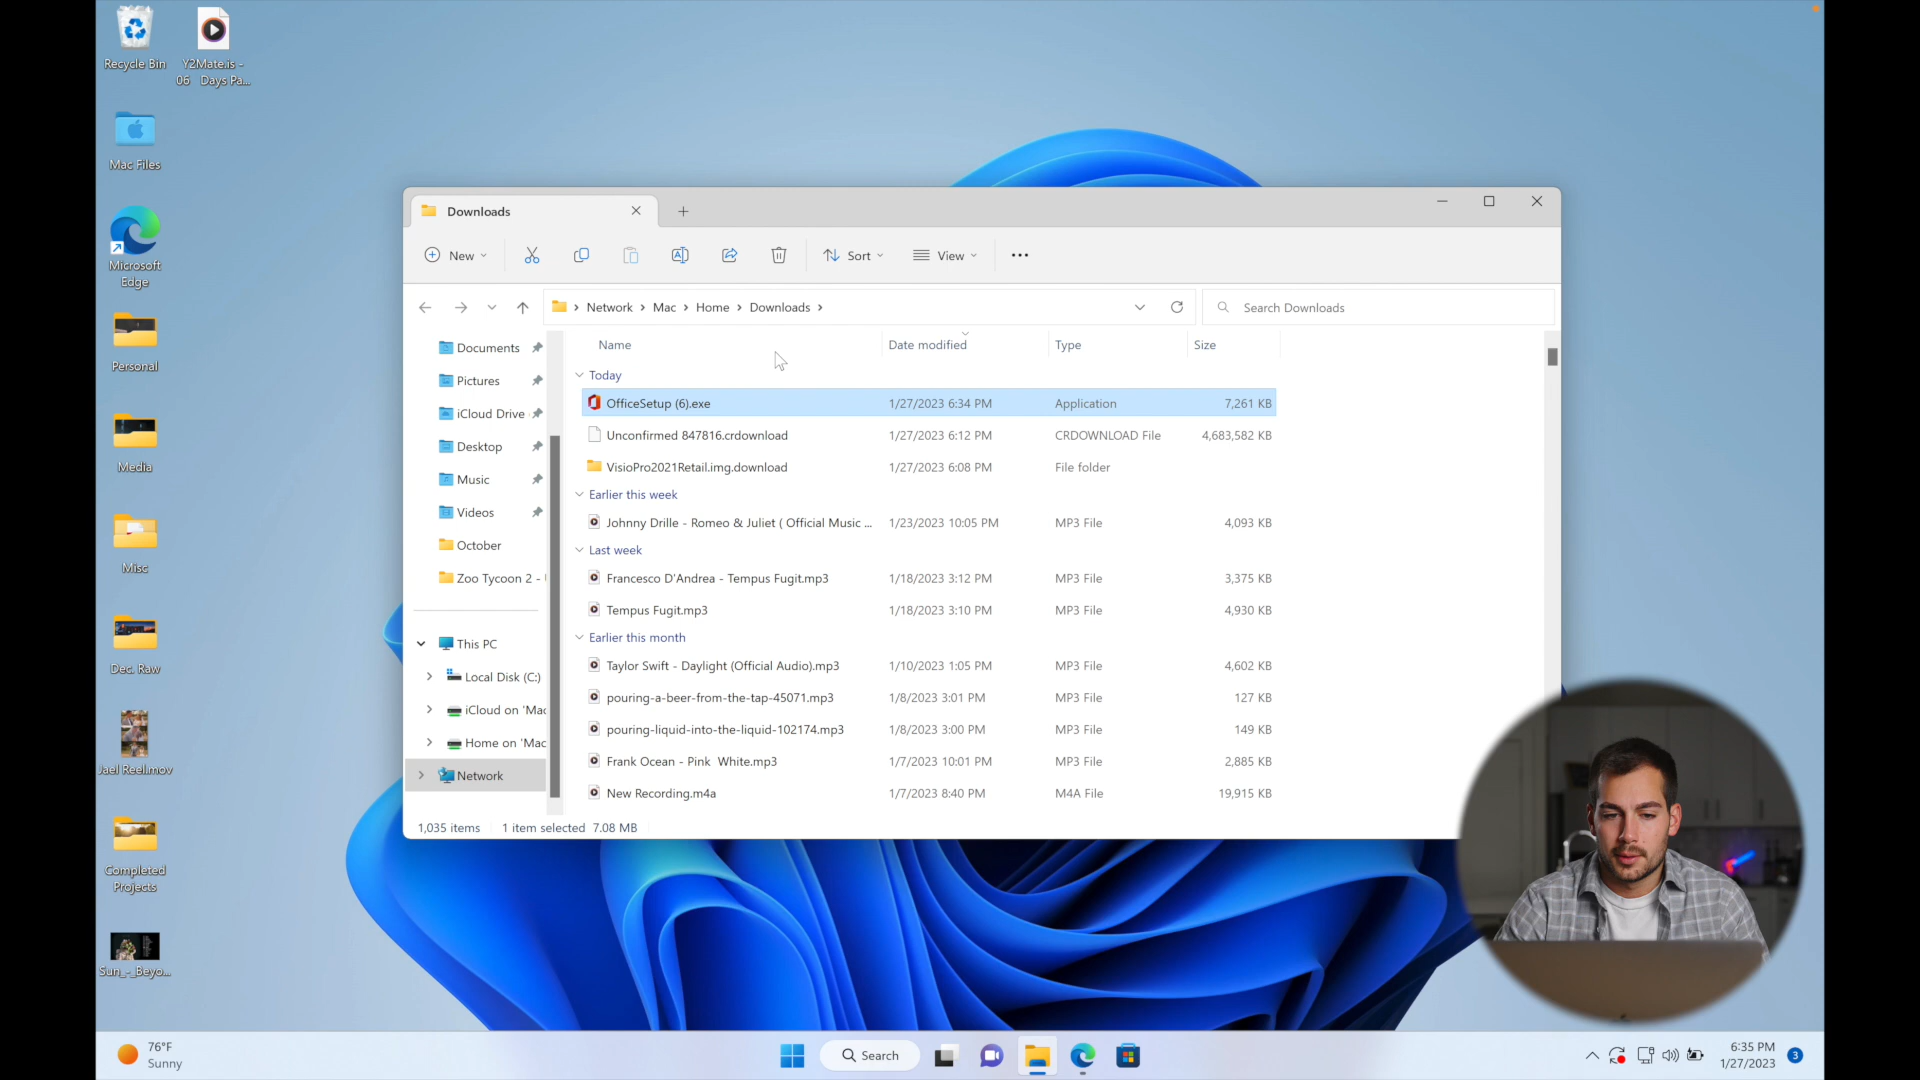 Recycle Bin
Y2Mate.is -
06   Days Pa...
Mac Files
Microsoft
Edge
Personal
Media
Misc
Dec. Raw
Jael Reel.mov
Completed
Projects
Sun_-_Beyo...
Downloads
New
Sort
View
Network > Mac > Home > Downloads >
Search Downloads
Documents
Pictures
iCloud Drive
Desktop
Music
Videos
October
Zoo Tycoon 2 -
This PC
Local Disk (C:)
iCloud on 'Mac
Home on 'Mac
Network
Name Date modified Type Size
Today
OfficeSetup (6).exe 1/27/2023 6:34 PM Application 7,261 KB
Unconfirmed 847816.crdownload 1/27/2023 6:12 PM CRDOWNLOAD File 4,683,582 KB
VisioPro2021Retail.img.download 1/27/2023 6:08 PM File folder
Earlier this week
Johnny Drille - Romeo & Juliet ( Official Music ... 1/23/2023 10:05 PM MP3 File 4,093 KB
Last week
Francesco D'Andrea - Tempus Fugit.mp3 1/18/2023 3:12 PM MP3 File 3,375 KB
Tempus Fugit.mp3 1/18/2023 3:10 PM MP3 File 4,930 KB
Earlier this month
Taylor Swift - Daylight (Official Audio).mp3 1/10/2023 1:05 PM MP3 File 4,602 KB
pouring-a-beer-from-the-tap-45071.mp3 1/8/2023 3:01 PM MP3 File 127 KB
pouring-liquid-into-the-liquid-102174.mp3 1/8/2023 3:00 PM MP3 File 149 KB
Frank Ocean - Pink  White.mp3 1/7/2023 10:01 PM MP3 File 2,885 KB
New Recording.m4a 1/7/2023 8:40 PM M4A File 19,915 KB
1,035 items 1 item selected 7.08 MB
76°F
Sunny
Search
6:35 PM
1/27/2023
3